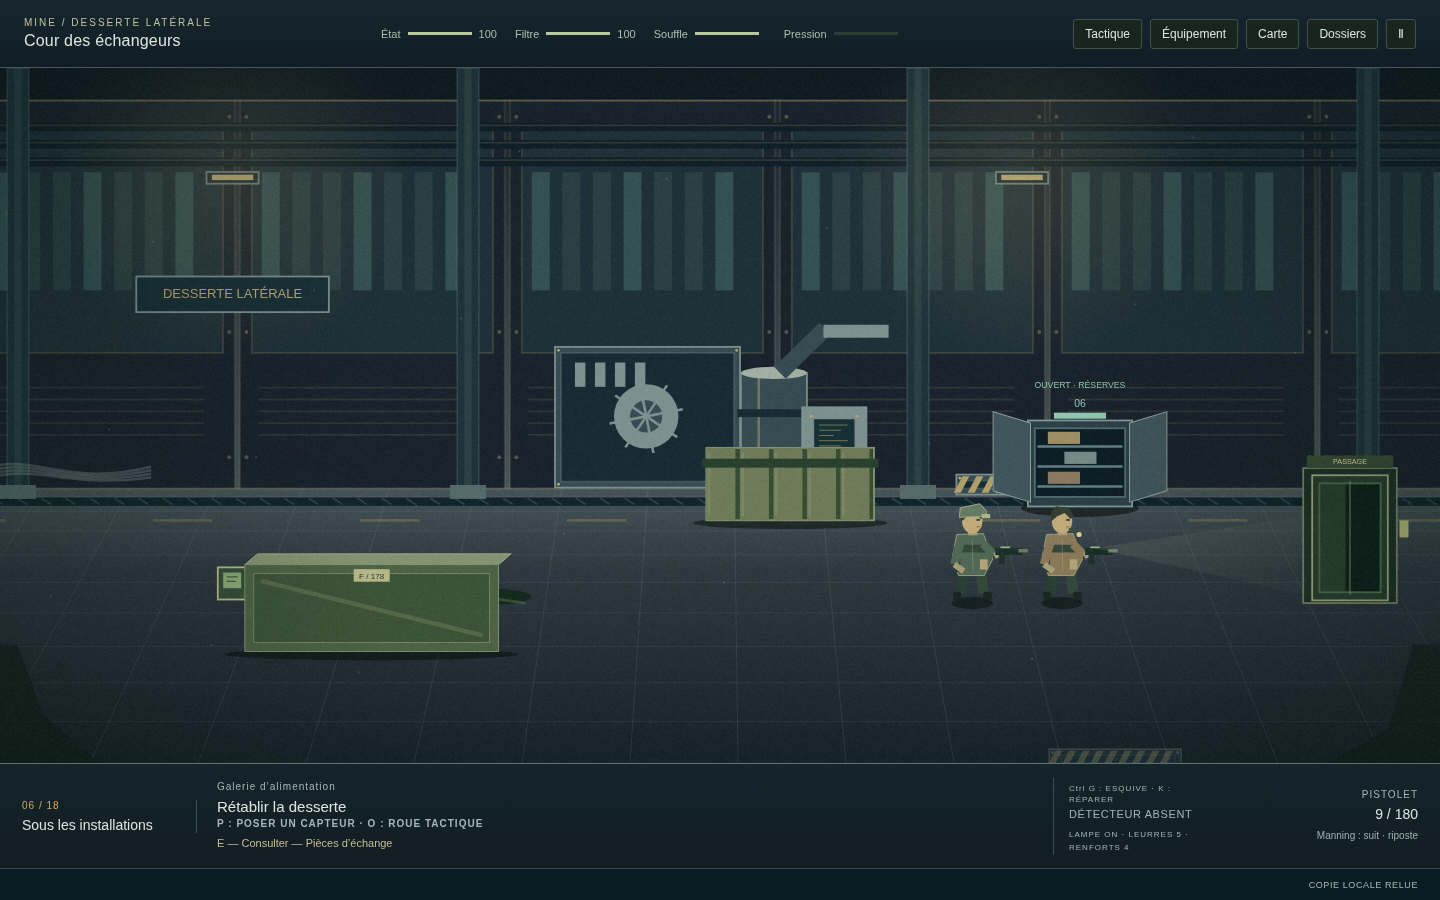 MINE / DESSERTE LATÉRALE
Cour des échangeurs
État 100 Filtre 100 Souffle Pression
Tactique Équipement Carte Dossiers II
DESSERTE LATÉRALE
OUVERT · RÉSERVES
06
PASSAGE
F / 178
06 / 18
Sous les installations
Galerie d'alimentation
Rétablir la desserte
P : POSER UN CAPTEUR · O : ROUE TACTIQUE
E — Consulter — Pièces d'échange
Ctrl G : ESQUIVE · K :
RÉPARER
DÉTECTEUR ABSENT
LAMPE ON · LEURRES 5 ·
RENFORTS 4
PISTOLET
9 / 180
Manning : suit · riposte
COPIE LOCALE RELUE